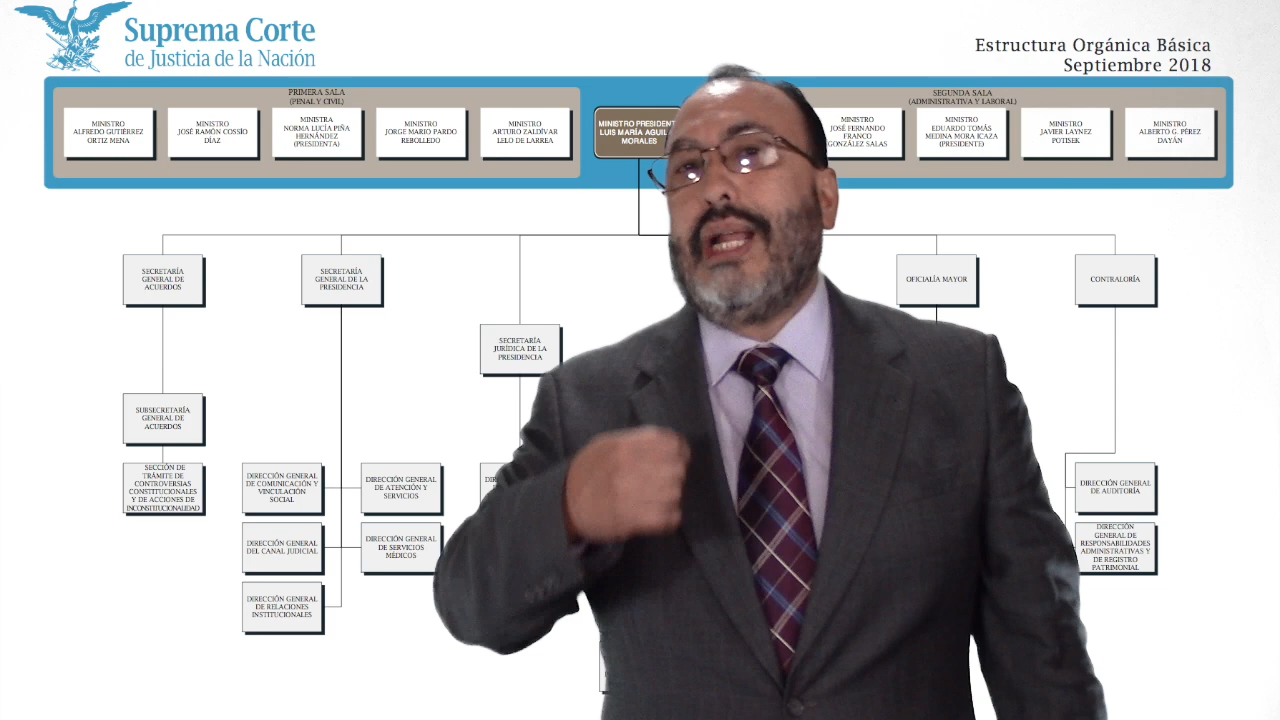 Suprema Corte
de Justicia de la Nación
Estructura Orgánica Básica
Septiembre 2018
PRIMERA SALA
(PENAL Y CIVIL)
MINISTRO
ALFREDO GUTIÉRREZ
ORTIZ MENA
MINISTRO
JOSÉ RAMÓN COSSÍO
DÍAZ
MINISTRA
NORMA LUCÍA PIÑA
HERNÁNDEZ
(PRESIDENTA)
MINISTRO
JORGE MARIO PARDO
REBOLLEDO
MINISTRO
ARTURO ZALDÍVAR
LELO DE LARREA
MINISTRO
LUIS MARÍA
MORALES
SEGUNDA SALA
(ADMINISTRATIVA Y LABORAL)
MINISTRO
JOSÉ FERNANDO
FRANCO
GONZÁLEZ SALAS
MINISTRO
EDUARDO TOMÁS
MEDINA MORA ICAZA
(PRESIDENTE)
MINISTRO
JAVIER LAYNEZ
POTISEK
MINISTRO
ALBERTO G. PÉREZ
DAYÁN
SECRETARÍA
GENERAL DE
ACUERDOS
SECRETARÍA
GENERAL DE LA
PRESIDENCIA
SECRETARÍA
JURÍDICA DE LA
PRESIDENCIA
OFICIALÍA MAYOR
CONTRALORÍA
SUBSECRETARÍA
GENERAL DE
ACUERDOS
SECCIÓN DE
TRÁMITE DE
CONTROVERSIAS
CONSTITUCIONALES
Y DE ACCIONES DE
INCONSTITUCIONALIDAD
DIRECCIÓN GENERAL
DE COMUNICACIÓN Y
VINCULACIÓN
SOCIAL
DIRECCIÓN GENERAL
DE ATENCIÓN Y
SERVICIOS
DIRECCIÓN GENERAL
DEL CANAL JUDICIAL
DIRECCIÓN GENERAL
DE SERVICIOS
MÉDICOS
DIRECCIÓN GENERAL
DE RELACIONES
INSTITUCIONALES
DIRECCIÓN GENERAL
DE AUDITORÍA
DIRECCIÓN
GENERAL DE
RESPONSABILIDADES
ADMINISTRATIVAS Y
DE REGISTRO
PATRIMONIAL